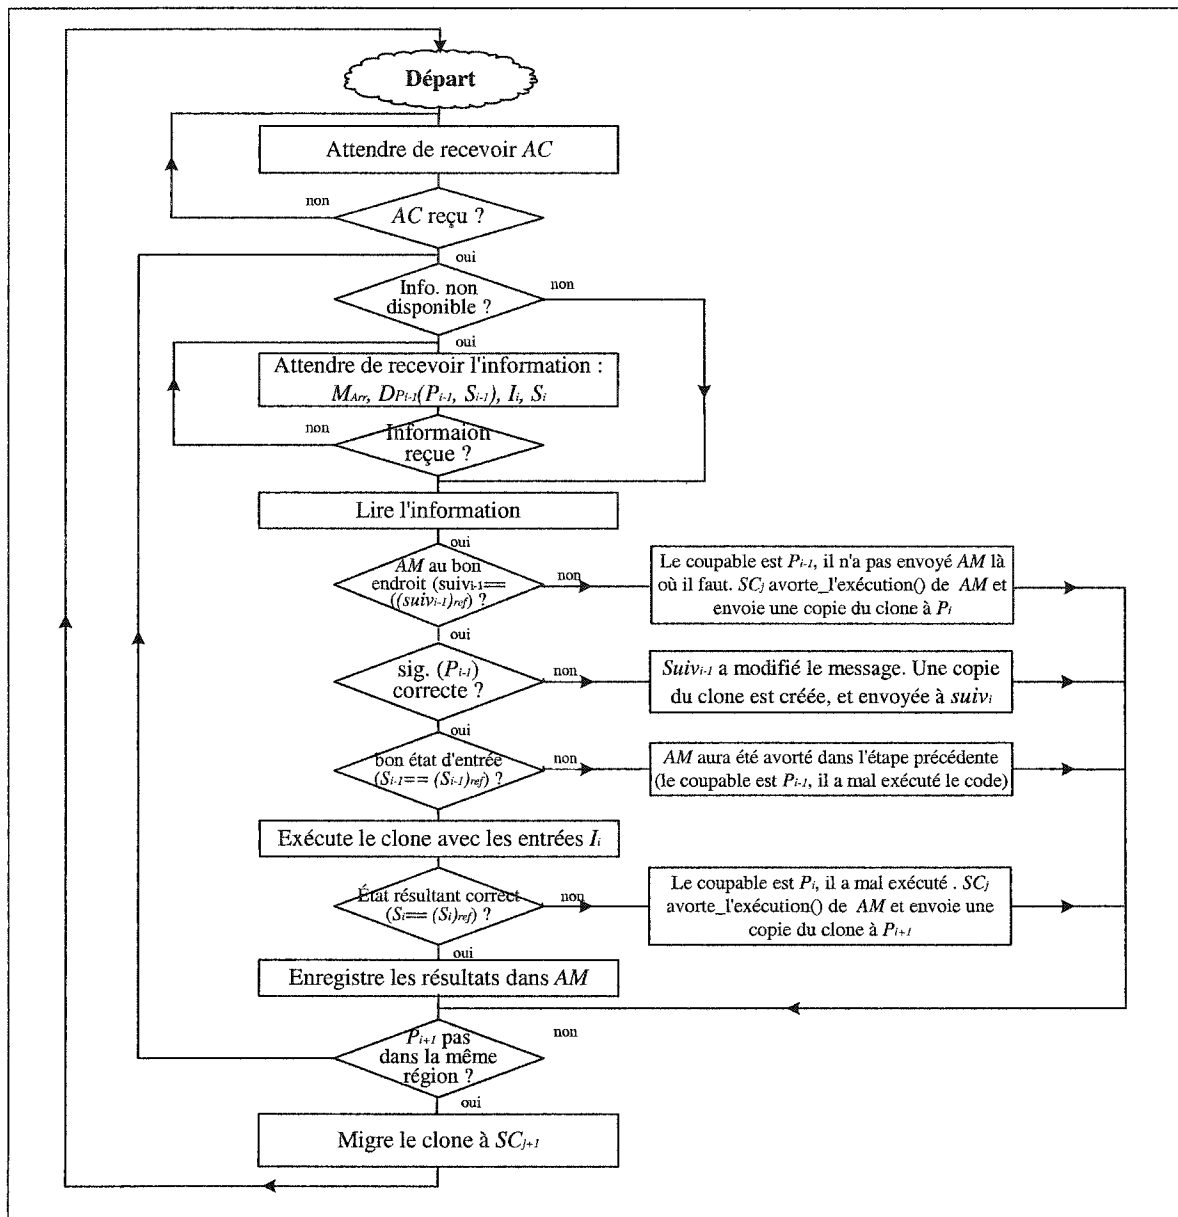 Départ
Attendre de recevoir AC
non
AC reçu ?
oui
Info. non
disponible ?
non
oui
Attendre de recevoir l'information :
MArr, DPi-1(Pi-1, Si-1), Ii, Si
non
Informaion
reçue ?
Lire l'information
oui
AM au bon
endroit (suivi-1==
((suivi-1)ref) ?
non
Le coupable est Pi-1, il n'a pas envoyé AM là
où il faut. SCj avorte_l'exécution() de AM et
envoie une copie du clone à Pi
oui
sig. (Pi-1)
correcte ?
non
Suivi-1 a modifié le message. Une copie
du clone est créée, et envoyée à suivi
oui
bon état d'entrée
(Si-1== (Si-1)ref) ?
non
AM aura été avorté dans l'étape précédente
(le coupable est Pi-1, il a mal exécuté le code)
Exécute le clone avec les entrées Ii
État résultant correct
(Si== (Si)ref) ?
non
Le coupable est Pi, il a mal exécuté . SCj
avorte_l'exécution() de AM et envoie une
copie du clone à Pi+1
oui
Enregistre les résultats dans AM
Pi+1 pas
dans la même
région ?
non
oui
Migre le clone à SCj+1